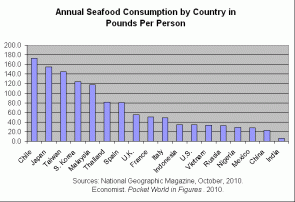 Annual Seafood Consumption by Country in
Pounds Per Person
200.0
180.0
160.0
140.0
120.0
100.0
80.0
60.0
40.0
20.0
0.0
Chile
Japan
Taiwan
S. Korea
Malaysia
Thailand
Spain
U.K.
France
Italy
Indonesia
U.S.
Vietnam
Russia
Nigeria
Mexico
China
India
Sources: National Geographic Magazine, October, 2010.
Economist. Pocket World in Figures. 2010.